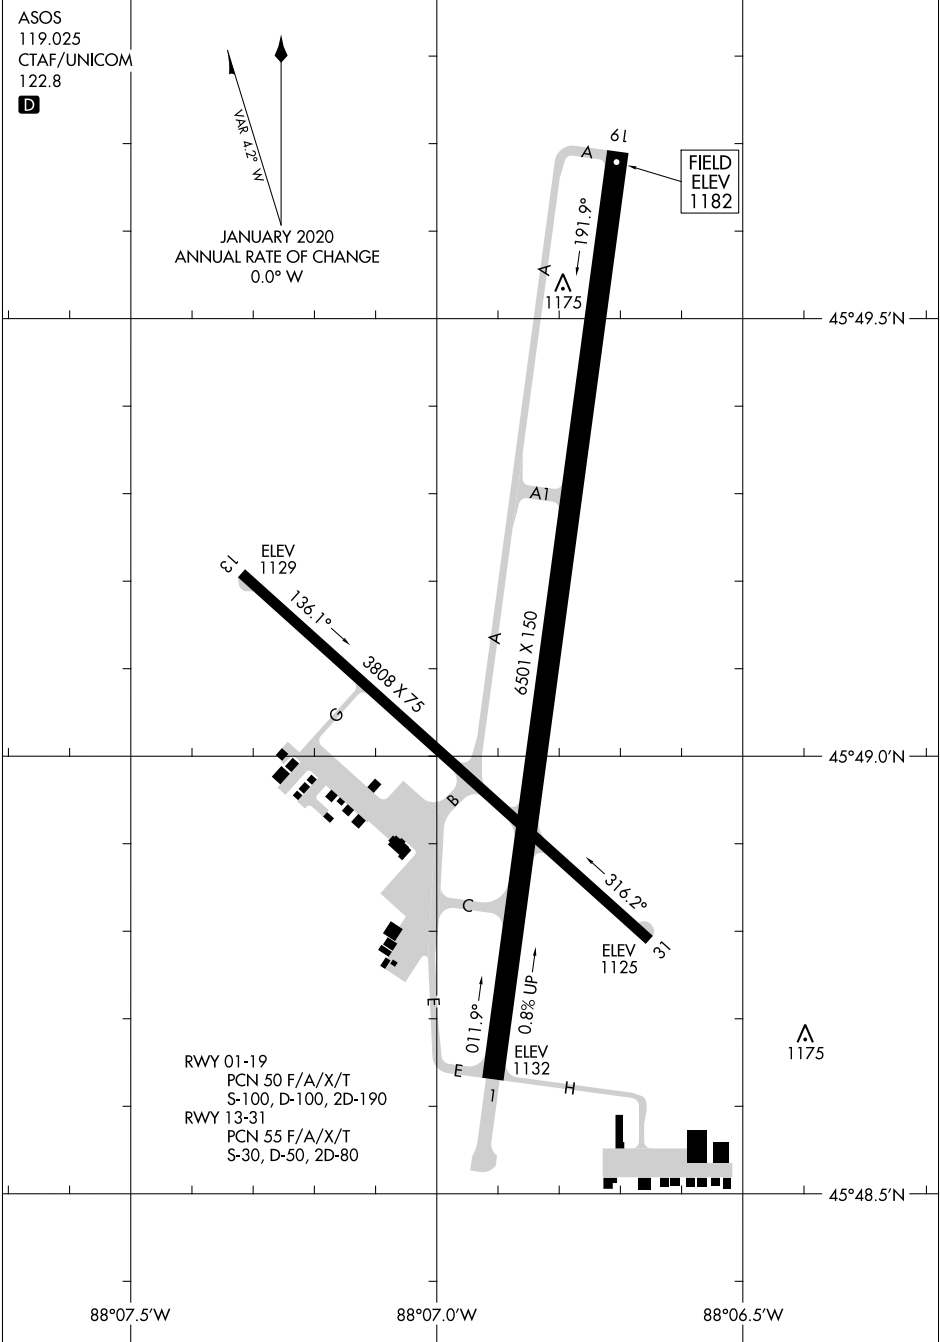 ASOS
119.025
CTAF/UNICOM
122.8
D
VAR 4.2° W
JANUARY 2020
ANNUAL RATE OF CHANGE
0.0° W
19
A
FIELD
ELEV
1182
191.9°
A
1175
45°49.5'N
A1
ELEV
1129
13
136.1°
3808 X 75
A
6501 X 150
G
45°49.0'N
B
316.2°
C
31
ELEV
1125
E
011.9°
0.8% UP
1175
ELEV
1132
E
H
1
RWY 01-19
PCN 50 F/A/X/T
S-100, D-100, 2D-190
RWY 13-31
PCN 55 F/A/X/T
S-30, D-50, 2D-80
45°48.5'N
88°07.5'W
88°07.0'W
88°06.5'W